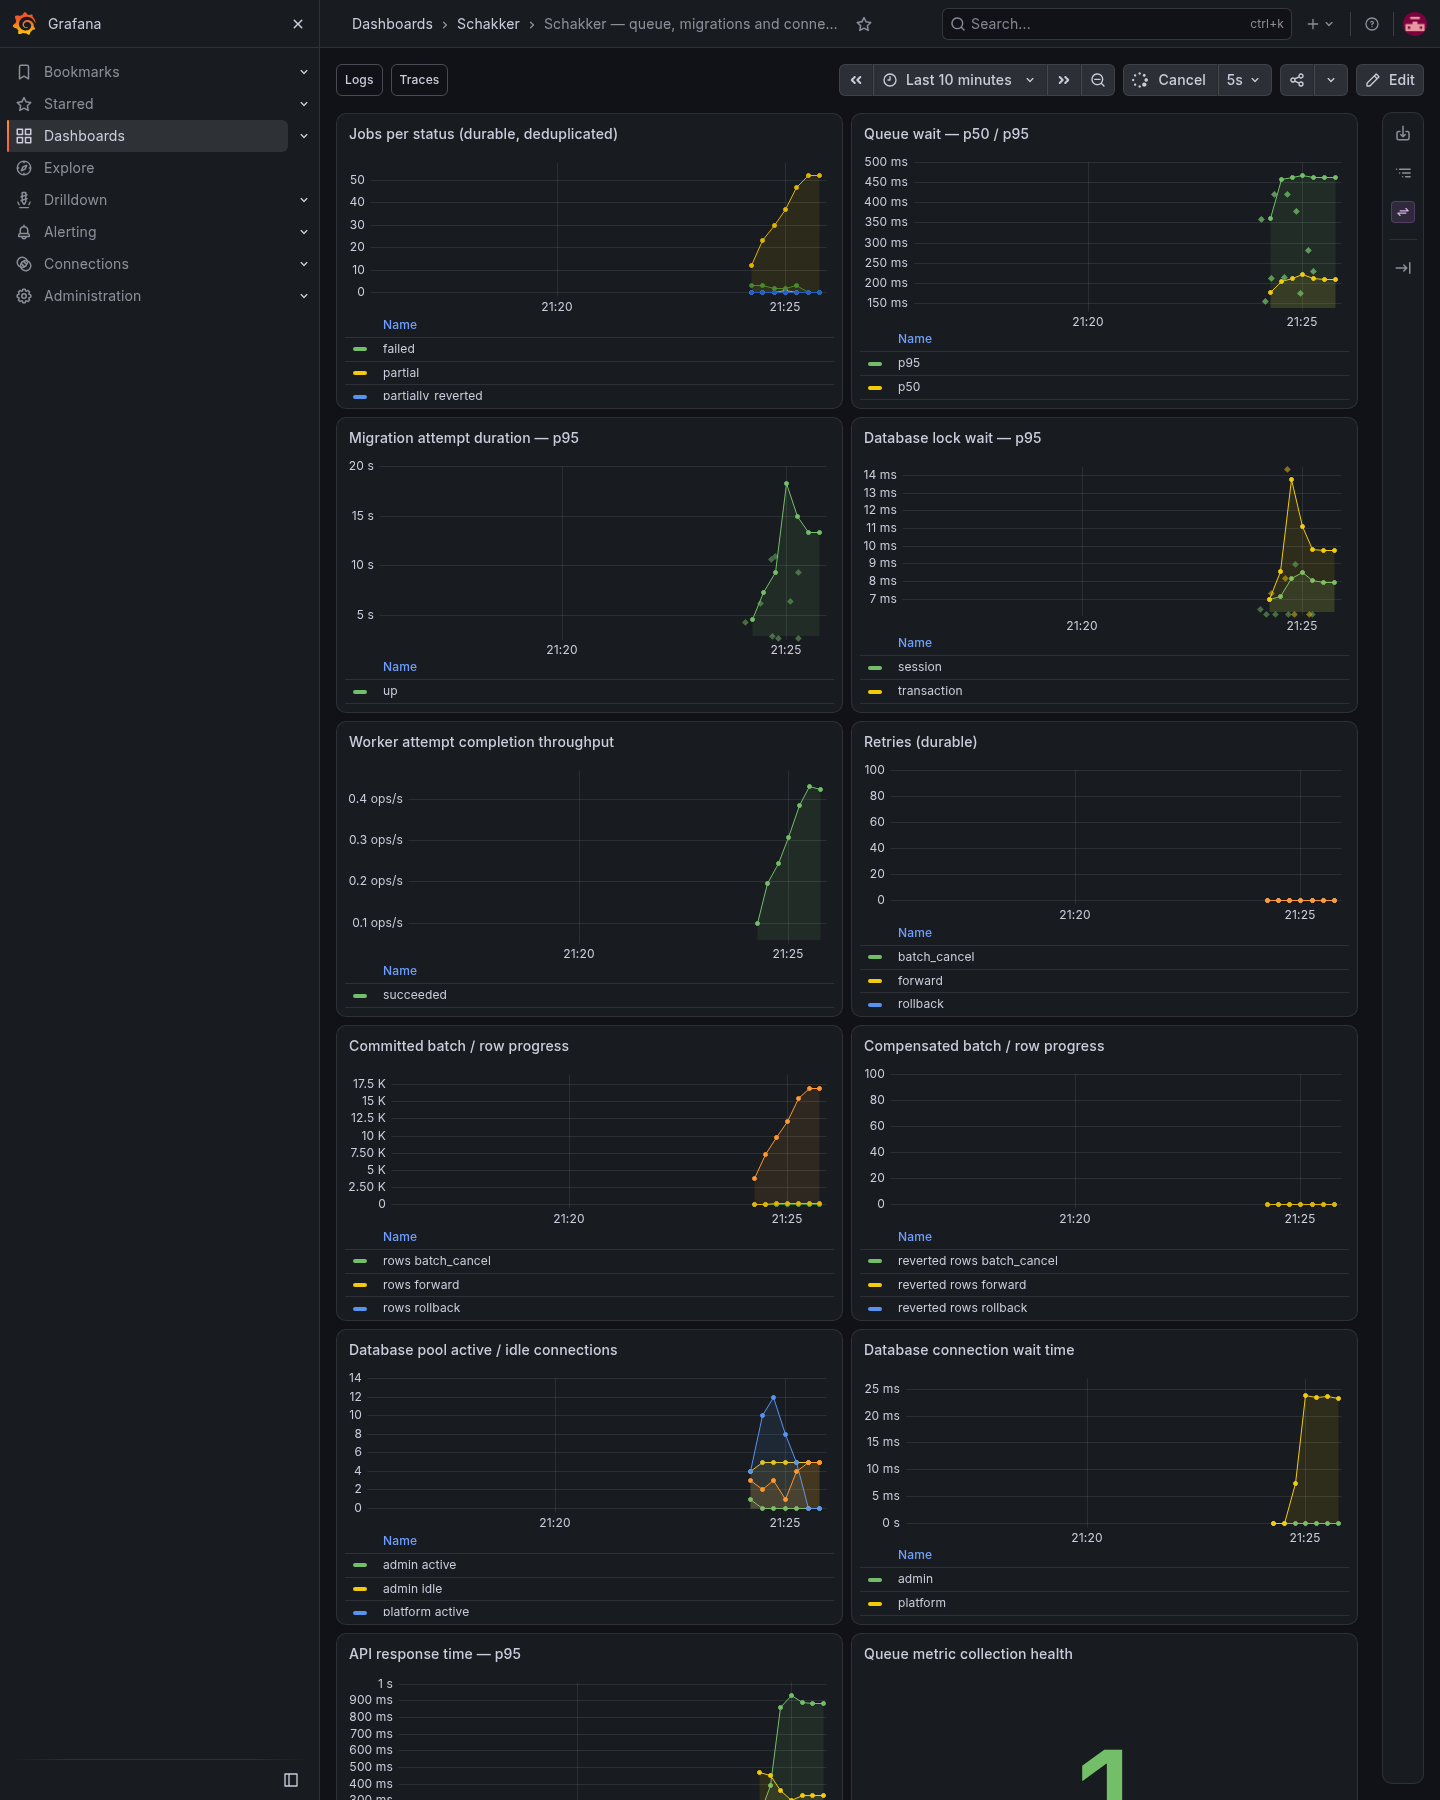 Grafana
Dashboards > Schakker > Schakker — queue, migrations and conne...
Search... ctrl+k
Bookmarks
Starred
Dashboards
Explore
Drilldown
Alerting
Connections
Administration
Logs Traces
Last 10 minutes Cancel 5s Edit
Jobs per status (durable, deduplicated)
50
40
30
20
10
0
21:20 21:25
Name
failed
partial
partially_reverted
Queue wait — p50 / p95
500 ms
450 ms
400 ms
350 ms
300 ms
250 ms
200 ms
150 ms
21:20 21:25
Name
p95
p50
Migration attempt duration — p95
20 s
15 s
10 s
5 s
21:20 21:25
Name
up
Database lock wait — p95
14 ms
13 ms
12 ms
11 ms
10 ms
9 ms
8 ms
7 ms
21:20 21:25
Name
session
transaction
Worker attempt completion throughput
0.4 ops/s
0.3 ops/s
0.2 ops/s
0.1 ops/s
21:20 21:25
Name
succeeded
Retries (durable)
100
80
60
40
20
0
21:20 21:25
Name
batch_cancel
forward
rollback
Committed batch / row progress
17.5 K
15 K
12.5 K
10 K
7.50 K
5 K
2.50 K
0
21:20 21:25
Name
rows batch_cancel
rows forward
rows rollback
Compensated batch / row progress
100
80
60
40
20
0
21:20 21:25
Name
reverted rows batch_cancel
reverted rows forward
reverted rows rollback
Database pool active / idle connections
14
12
10
8
6
4
2
0
21:20 21:25
Name
admin active
admin idle
platform active
Database connection wait time
25 ms
20 ms
15 ms
10 ms
5 ms
0 s
21:20 21:25
Name
admin
platform
API response time — p95
1 s
900 ms
800 ms
700 ms
600 ms
500 ms
400 ms
300 ms
Queue metric collection health
1